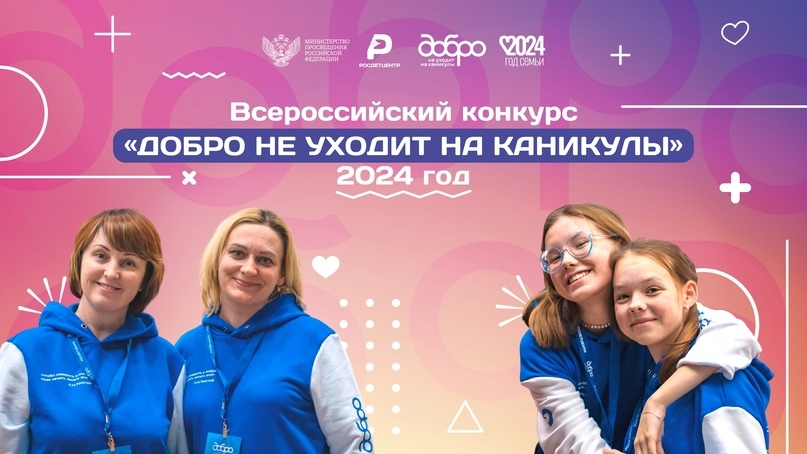 МИНИСТЕРСТВО
ПРОСВЕЩЕНИЯ
РОССИЙСКОЙ
ФЕДЕРАЦИИ
РОСДЕТЦЕНТР
добро
не уходит
на каникулы
2024
ГОД СЕМЬИ
Всероссийский конкурс
«ДОБРО НЕ УХОДИТ НА КАНИКУЛЫ»
2024 год
добро